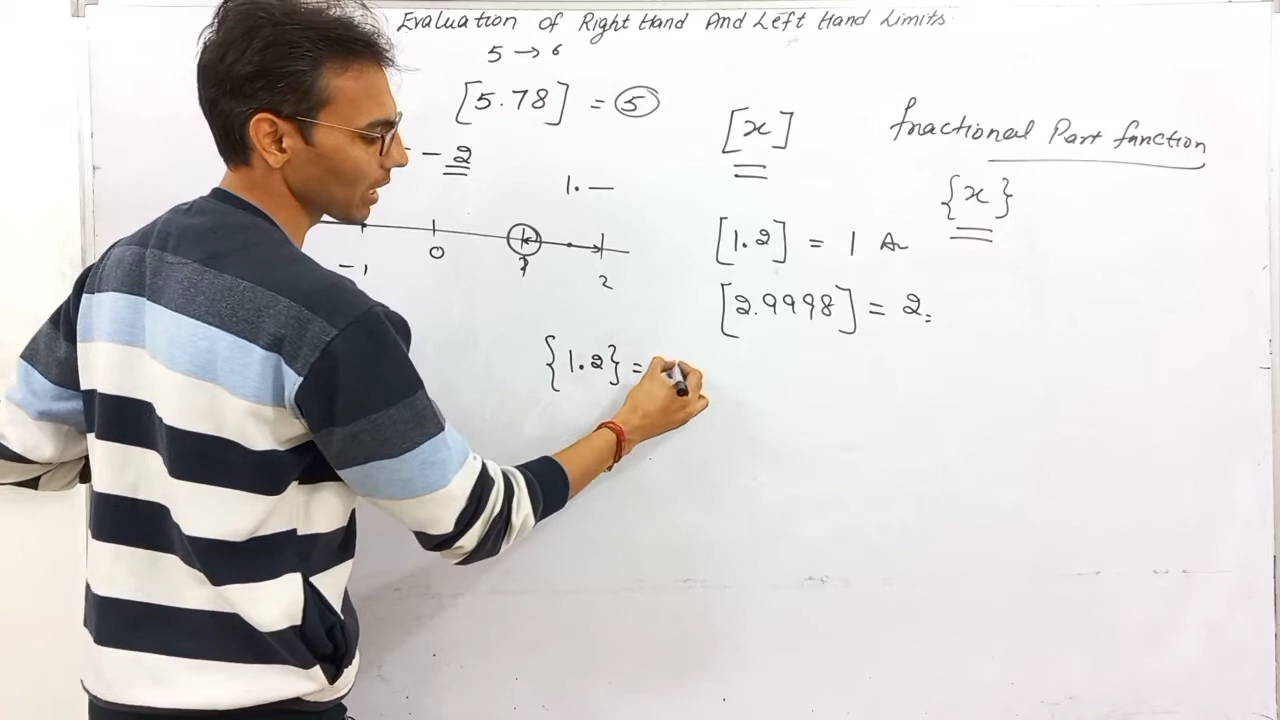 Evaluation of Right Hand And Left Hand Limits.
5 → 6
[5.78] = 5
[x]
fractional Part function
{x}
- - 2
1. —
-1 0 2
[1.2] = 1
[2.9998] = 2
{1.2} =